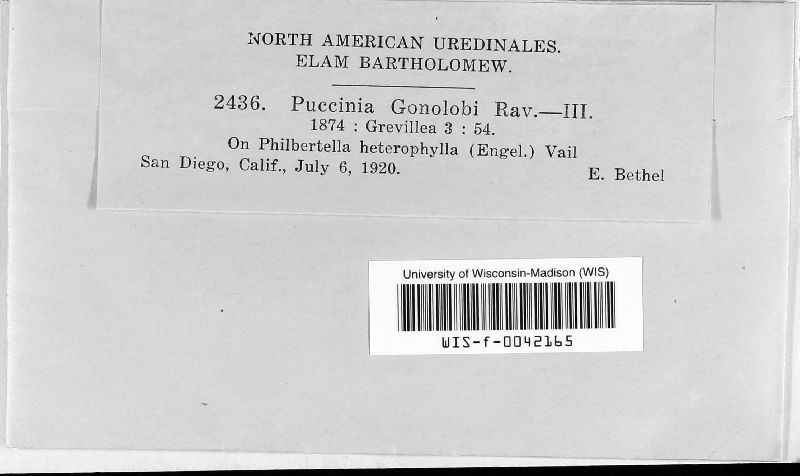 NORTH AMERICAN UREDINALES.
ELAM BARTHOLOMEW.
2436. Puccinia Gonolobi Rav.—III.
1874 : Grevillea 3 : 54.
On Philbertella heterophylla (Engel.) Vail
San Diego, Calif., July 6, 1920. E. Bethel
University of Wisconsin-Madison (WIS)
WIS-f-0042165